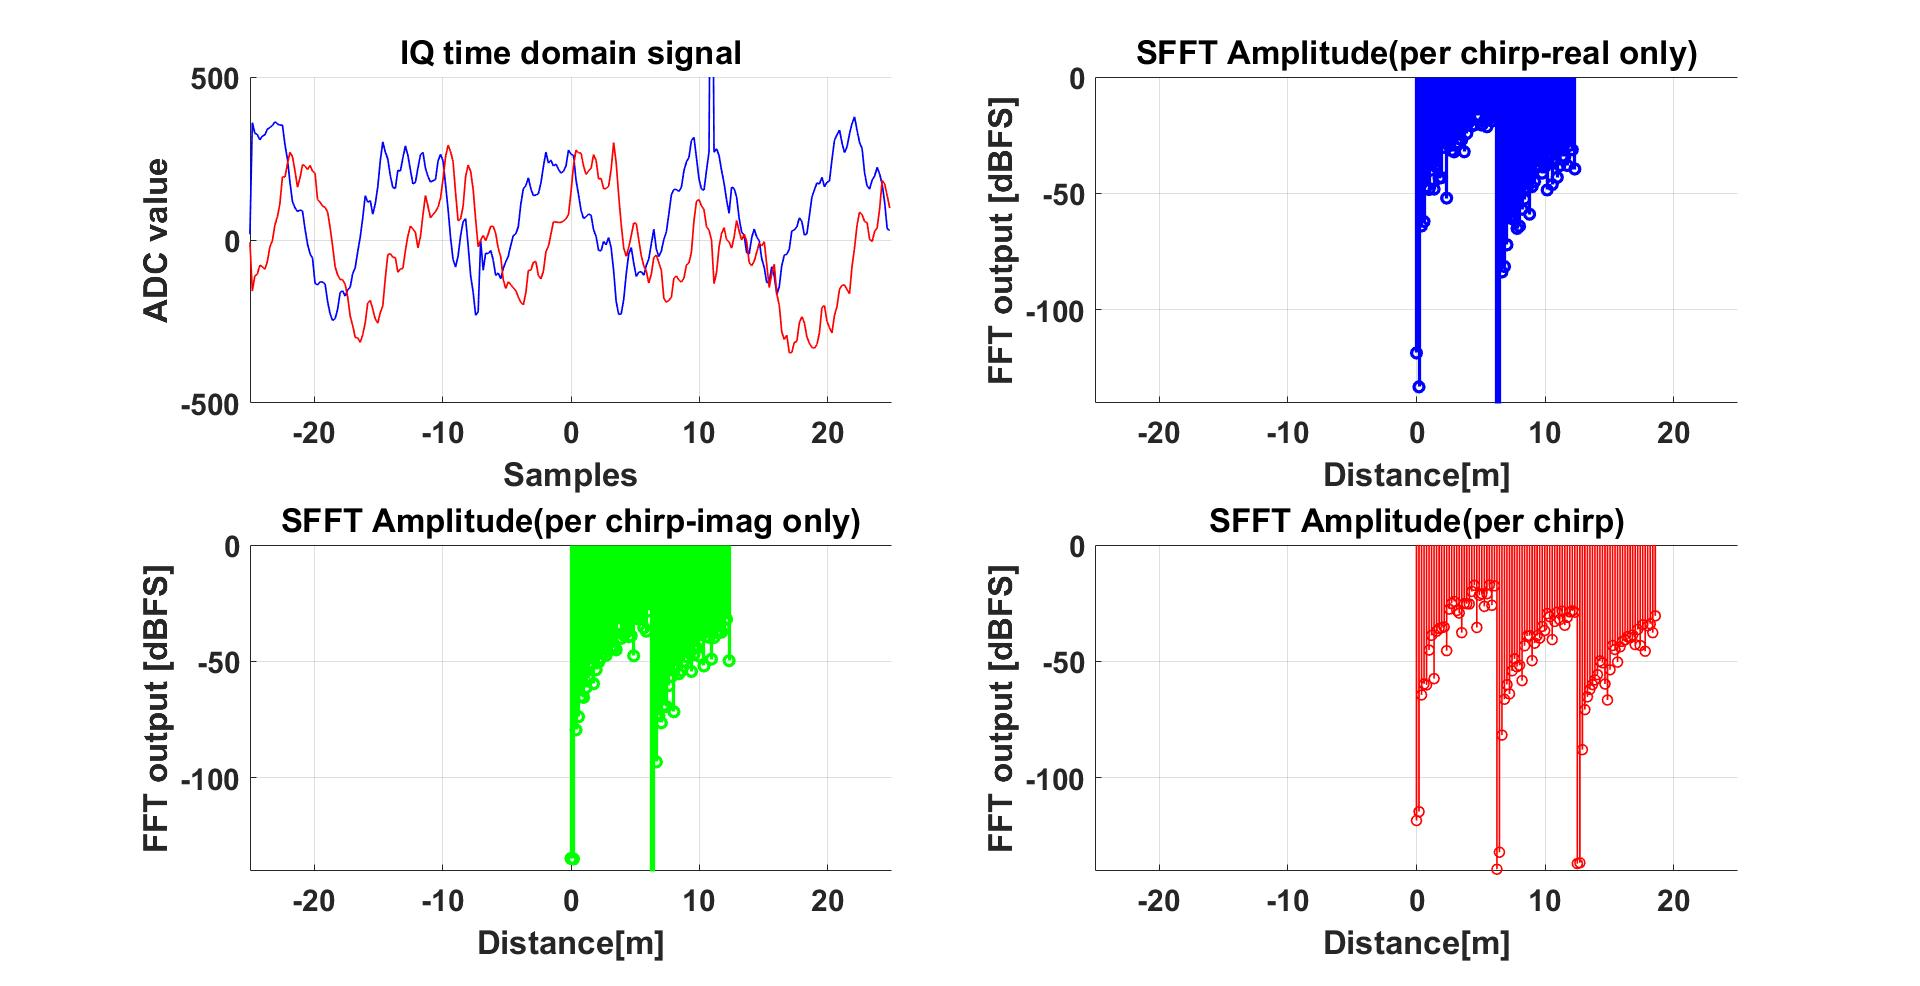 IQ time domain signal
500
0
-500
ADC value
-20 -10 0 10 20
Samples
SFFT Amplitude(per chirp-real only)
0
-50
-100
FFT output [dBFS]
-20 -10 0 10 20
Distance[m]
SFFT Amplitude(per chirp-imag only)
0
-50
-100
FFT output [dBFS]
-20 -10 0 10 20
Distance[m]
SFFT Amplitude(per chirp)
0
-50
-100
FFT output [dBFS]
-20 -10 0 10 20
Distance[m]